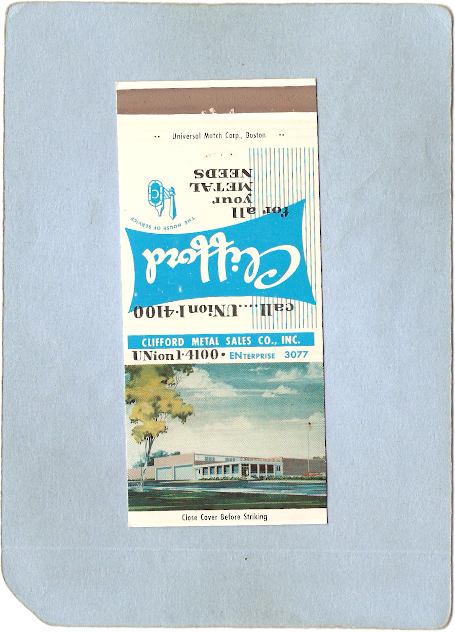 Universal Match Corp., Boston
call....UNion 1-4100
Clifford
THE HOUSE OF SERVICE
for all
your
METAL
NEEDS
CLIFFORD METAL SALES CO., INC.
UNion 1-4100 • ENTERPRISE 3077
Close Cover Before Striking